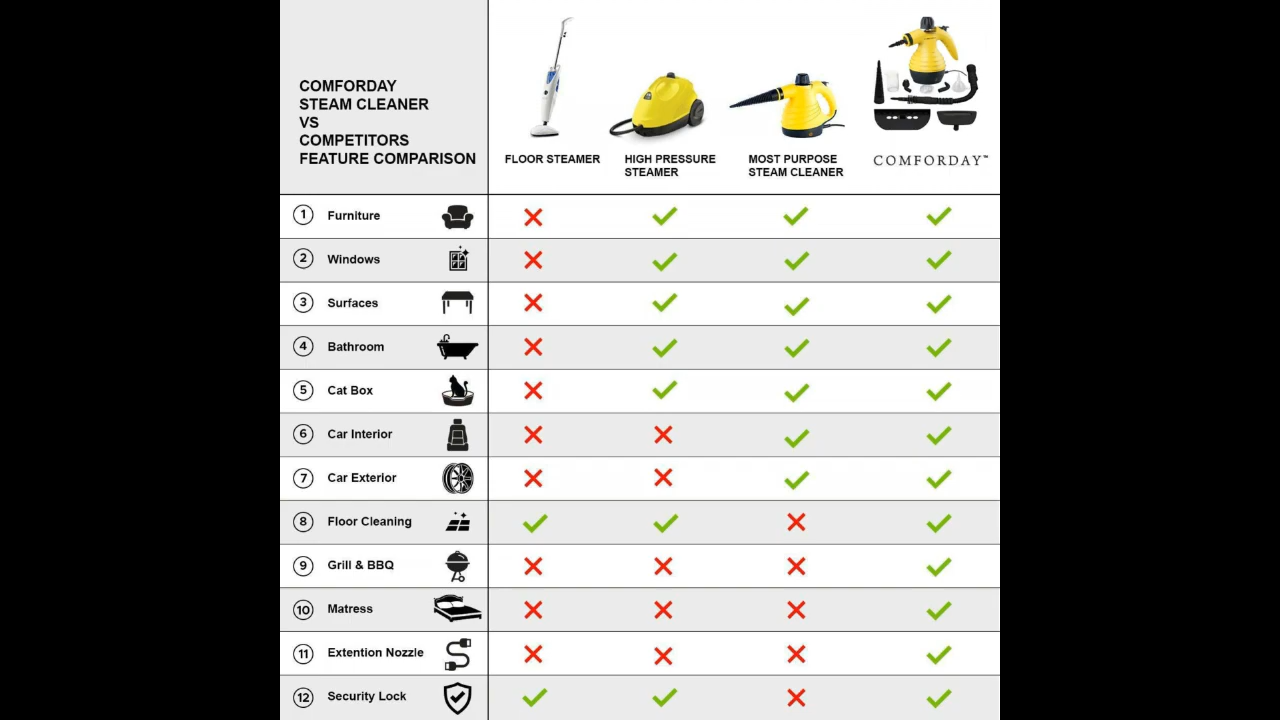 COMFORDAY
STEAM CLEANER
VS
COMPETITORS
FEATURE COMPARISON
FLOOR STEAMER
HIGH PRESSURE
STEAMER
MOST PURPOSE
STEAM CLEANER
COMFORDAY™
1 Furniture
2 Windows
3 Surfaces
4 Bathroom
5 Cat Box
6 Car Interior
7 Car Exterior
8 Floor Cleaning
9 Grill & BBQ
10 Matress
11 Extention Nozzle
12 Security Lock